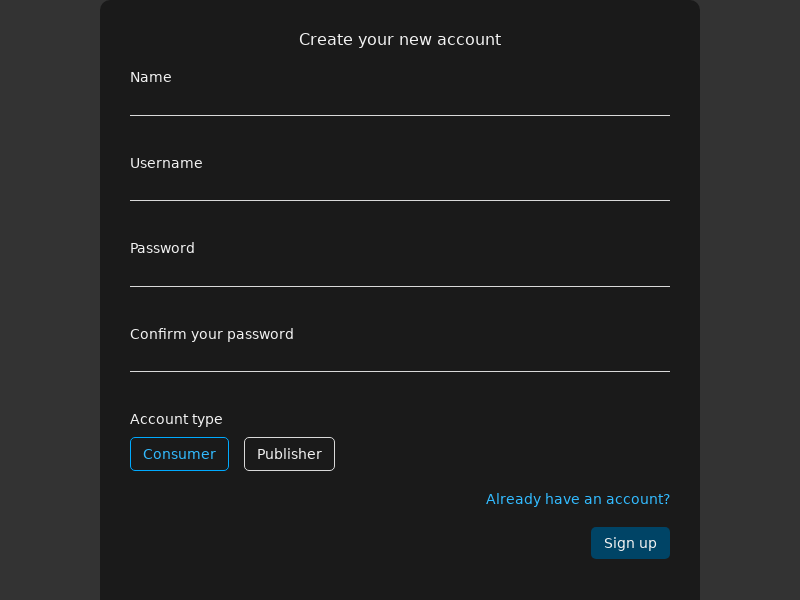 Create your new account
Name
Username
Password
Confirm your password
Account type
Consumer Publisher
Already have an account?
Sign up